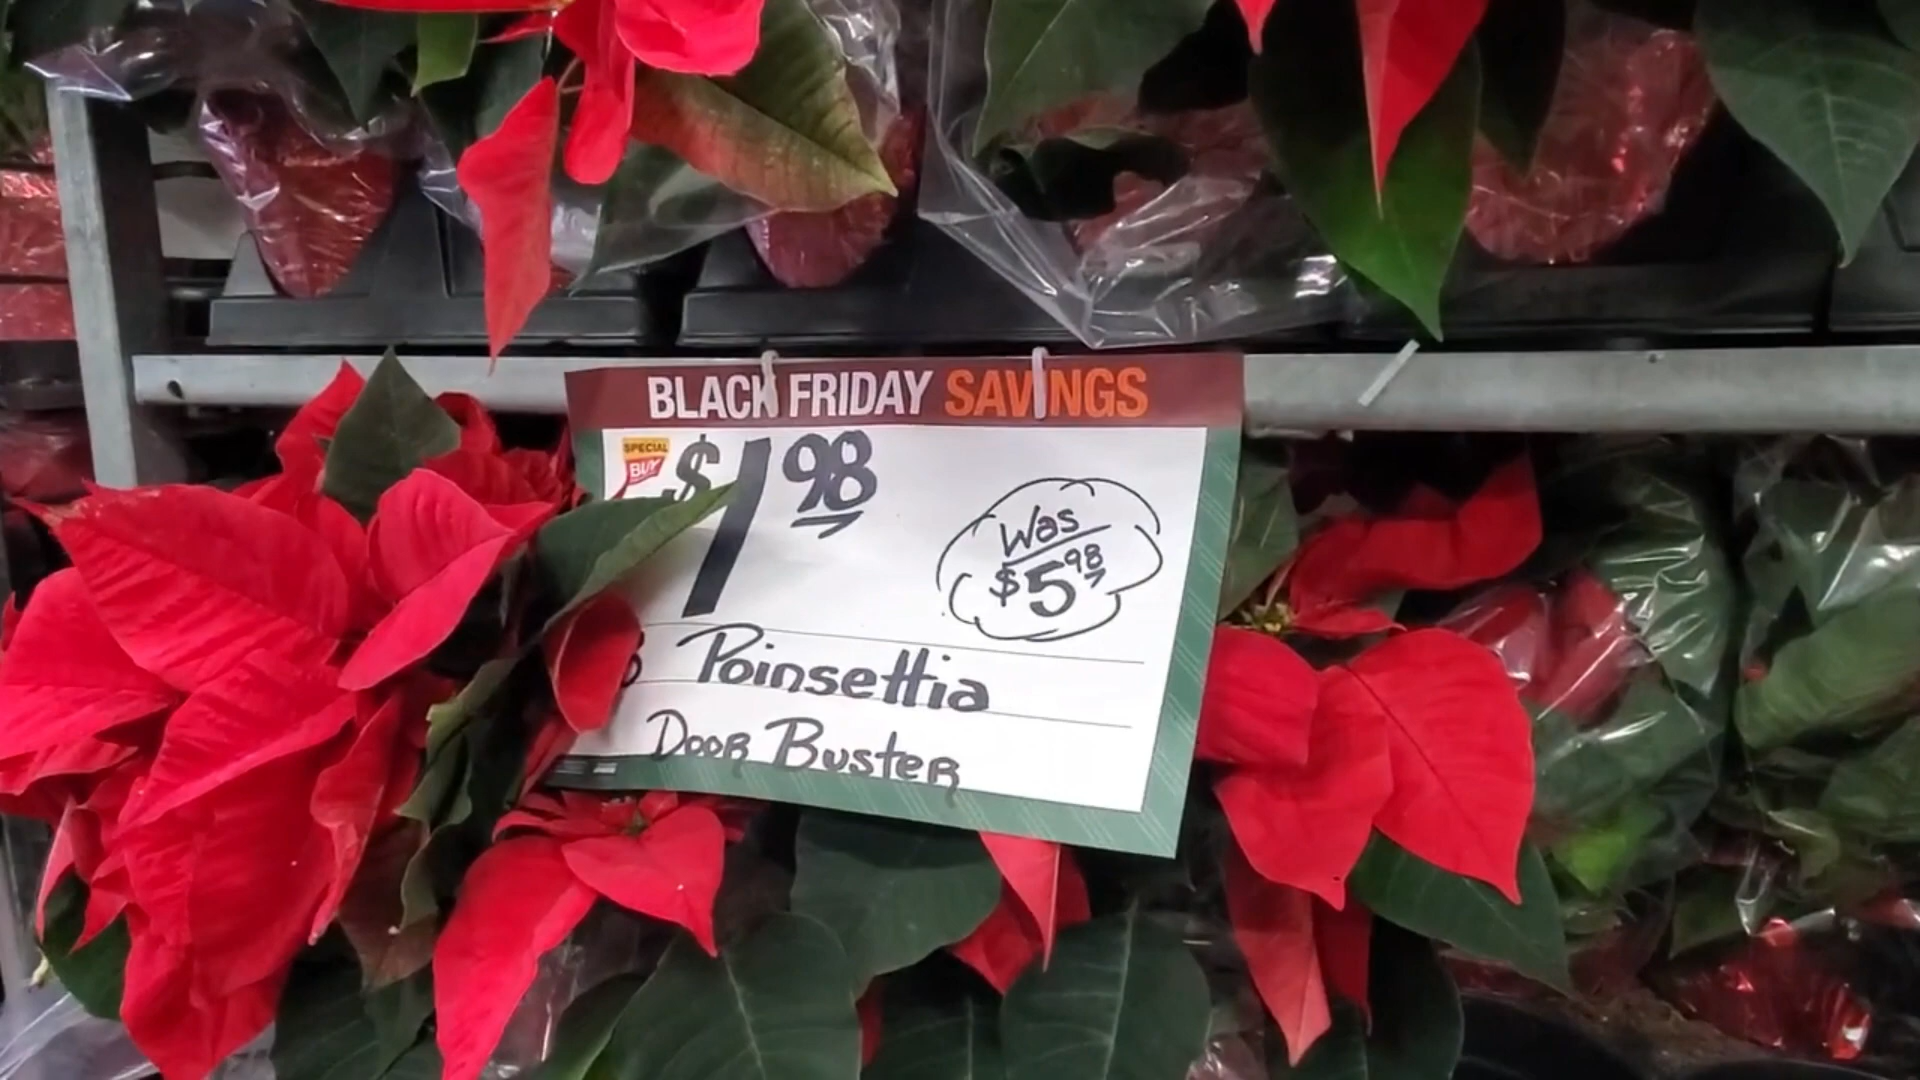 BLACK FRIDAY SAVINGS
SPECIAL
BUY
$1 98
Was
$5 98
Poinsettia
Door Buster